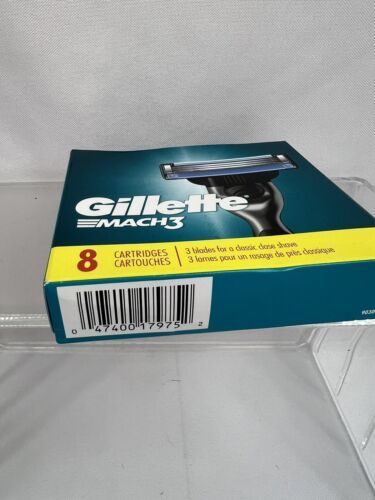 Gillette
MACH3
8 CARTRIDGES
CARTOUCHES
3 blades for a classic close shave
3 lames pour un rasage de près classique
0 47400 17975 2